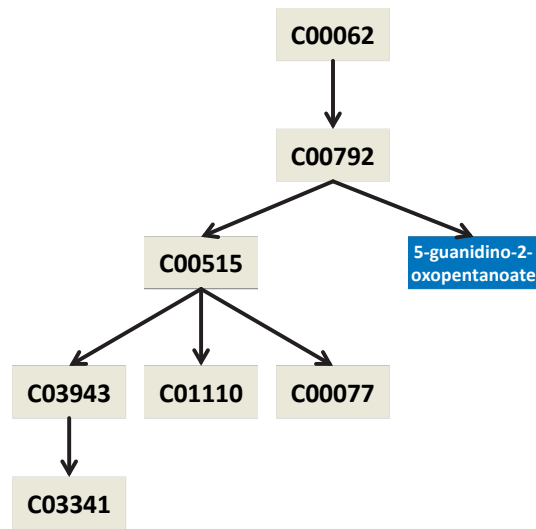 C00062
C00792
C00515
5-guanidino-2-
oxopentanoate
C03943
C01110
C00077
C03341